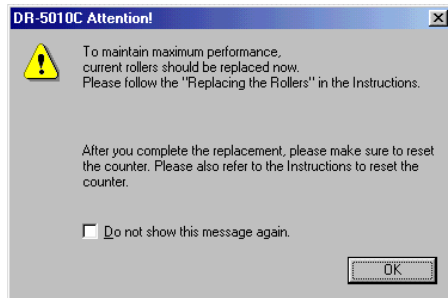 DR-5010C Attention!
To maintain maximum performance,
current rollers should be replaced now.
Please follow the "Replacing the Rollers" in the Instructions.
After you complete the replacement, please make sure to reset
the counter. Please also refer to the Instructions to reset the
counter.
Do not show this message again.
OK